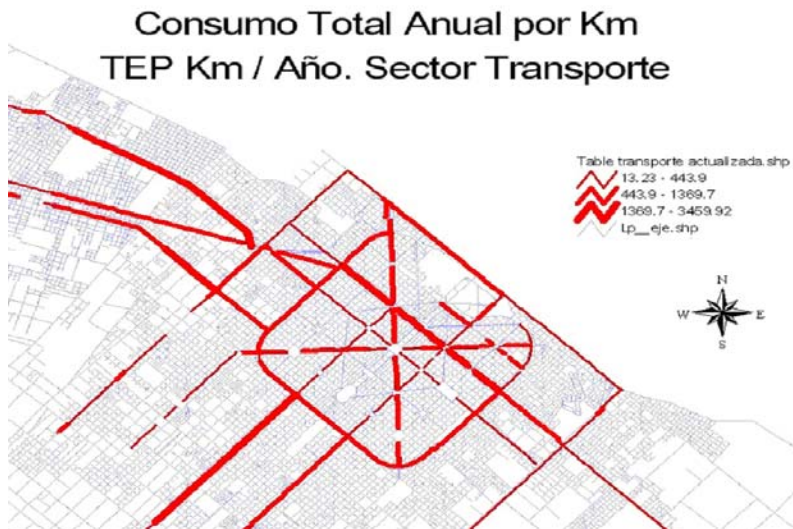 Consumo Total Anual por Km
TEP Km / Año. Sector Transporte
Table transporte actualizada.shp
13.23 - 443.9
443.9 - 1369.7
1369.7 - 3459.92
Lp__eje.shp
N
W E
S